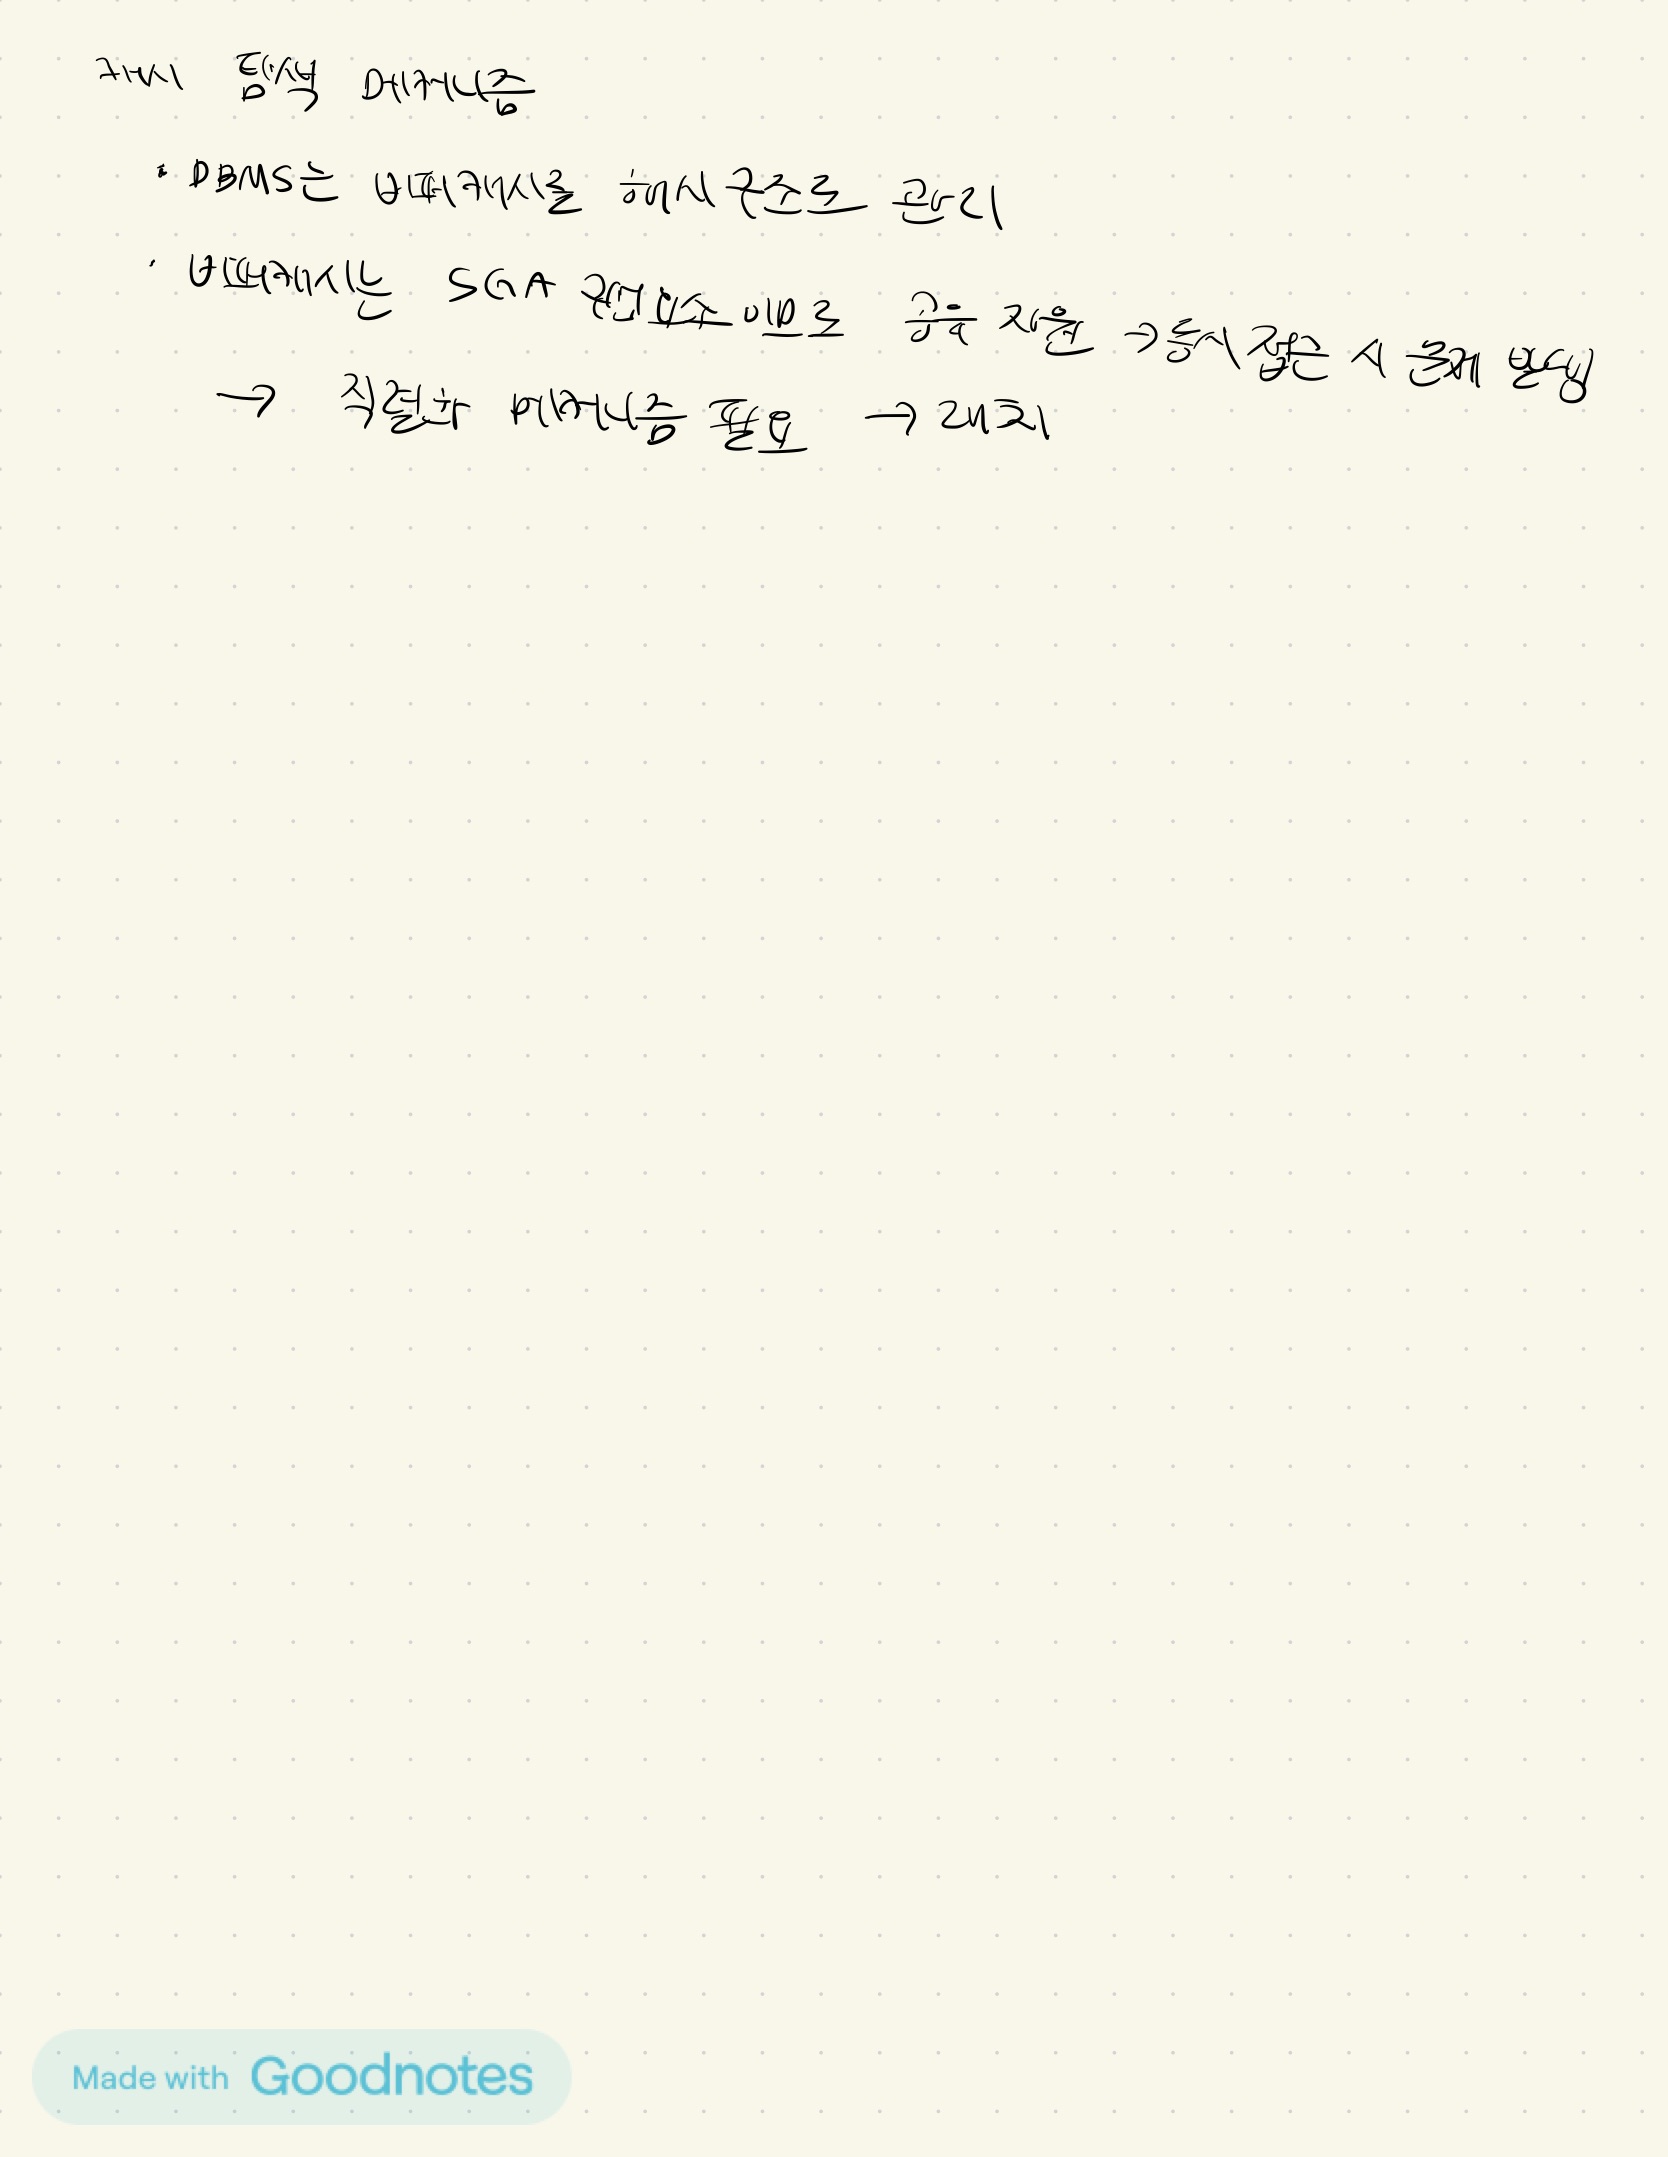 캐시 탐색 메커니즘
· DBMS는 버퍼캐시를 해시구조로 관리
· 버퍼캐시는 SGA 구성요소이므로 공유 자원 → 동시 접근 시 문제 발생
→ 직렬화 메커니즘 필요 → 래치
Made with Goodnotes